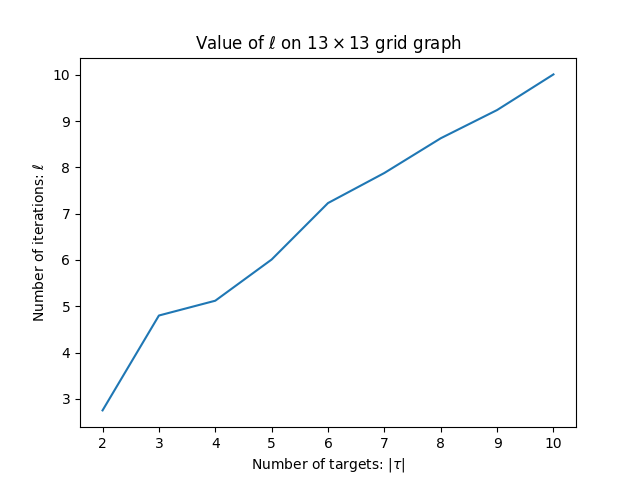 Value of ℓ on 13 × 13 grid graph
10
9
8
7
6
5
4
3
Number of iterations: ℓ
2 3 4 5 6 7 8 9 10
Number of targets: |τ|